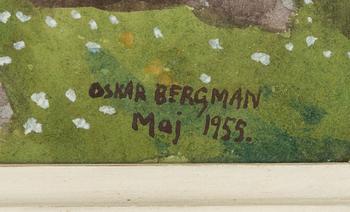 OSKAR BERGMAN
Maj 1955.